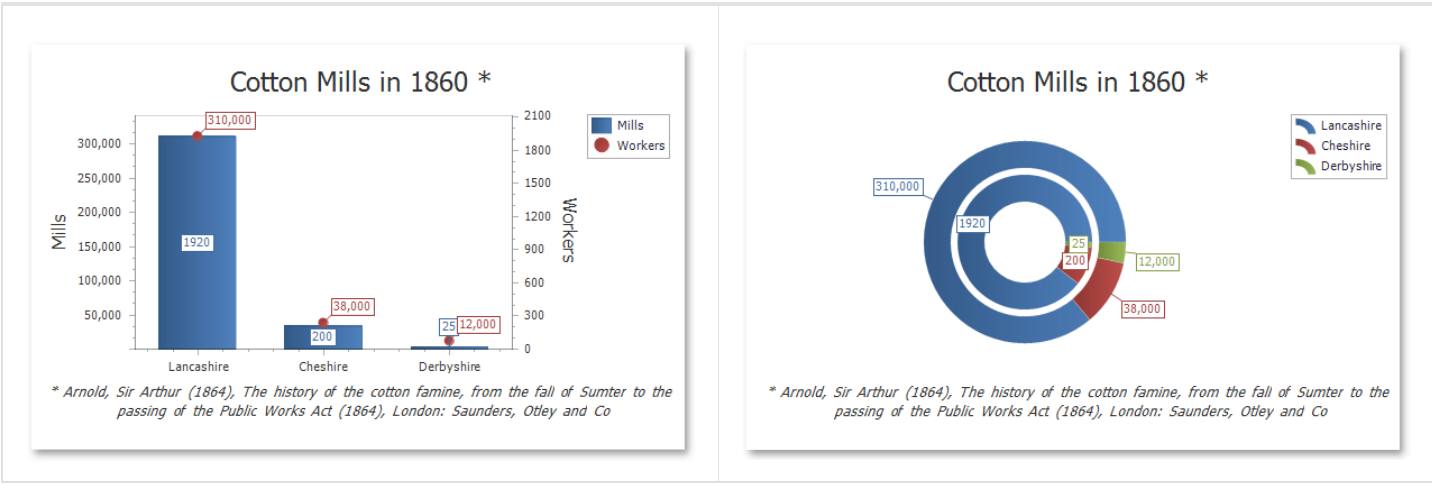 Cotton Mills in 1860 *
310,000
2100
Mills
Workers
300,000
1800
250,000
1500
200,000
1200
Mills
Workers
150,000
1920
900
100,000
600
50,000
38,000
300
200
25
12,000
0
Lancashire
Cheshire
Derbyshire
* Arnold, Sir Arthur (1864), The history of the cotton famine, from the fall of Sumter to the
passing of the Public Works Act (1864), London: Saunders, Otley and Co
Cotton Mills in 1860 *
Lancashire
Cheshire
Derbyshire
310,000
1920
25
200
12,000
38,000
* Arnold, Sir Arthur (1864), The history of the cotton famine, from the fall of Sumter to the
passing of the Public Works Act (1864), London: Saunders, Otley and Co